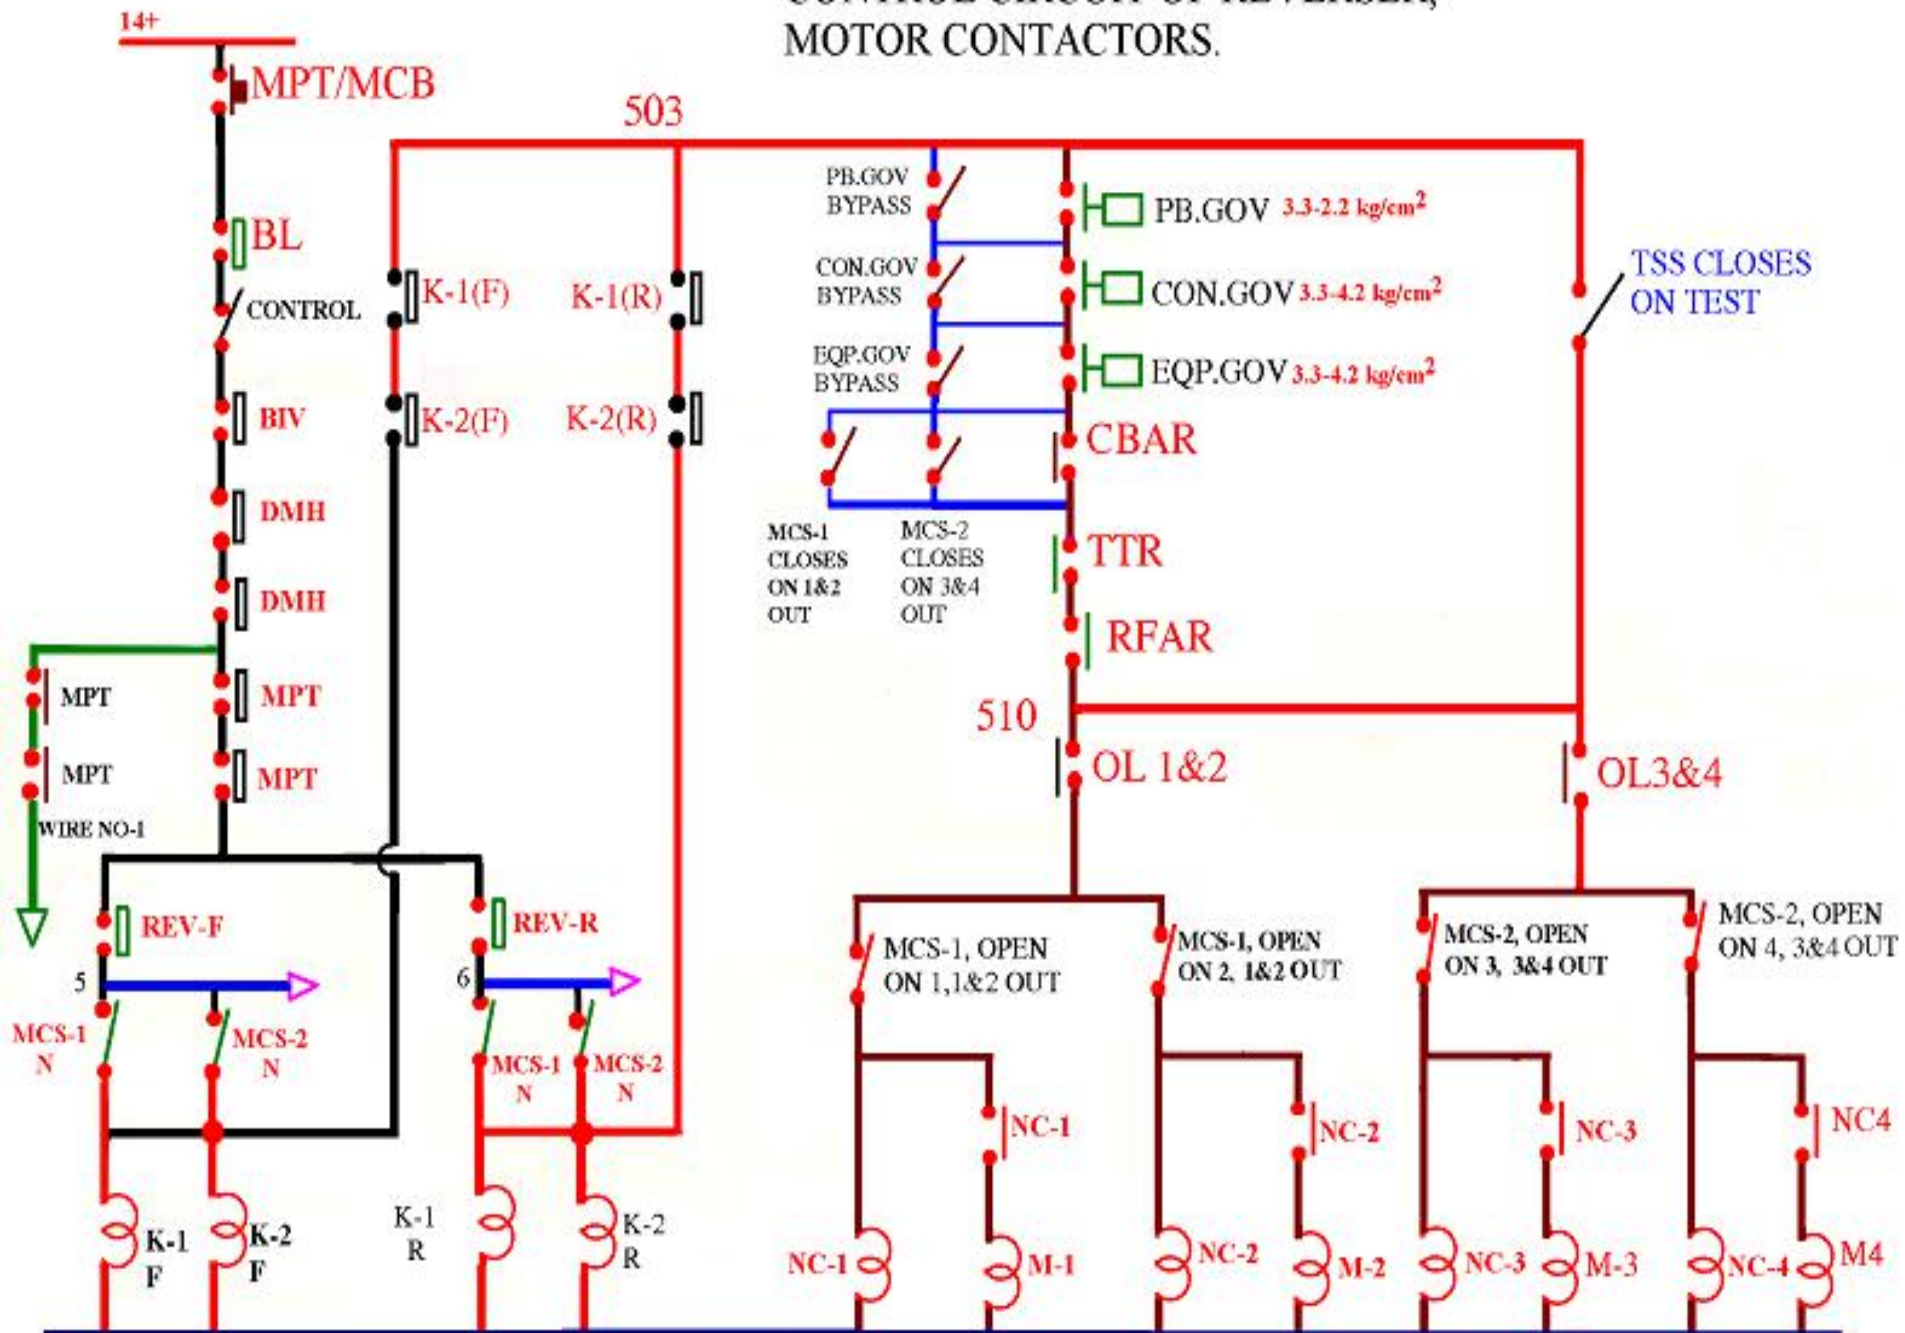 CONTROL CIRCUIT OF REVERSER,
MOTOR CONTACTORS.
14+
MPT/MCB
503
BL
CONTROL
BIV
DMH
DMH
MPT
MPT
MPT
MPT
WIRE NO-1
K-1(F)
K-2(F)
K-1(R)
K-2(R)
PB.GOV
BYPASS
CON.GOV
BYPASS
EQP.GOV
BYPASS
PB.GOV 3.3-2.2 kg/cm²
CON.GOV 3.3-4.2 kg/cm²
EQP.GOV 3.3-4.2 kg/cm²
TSS CLOSES
ON TEST
CBAR
MCS-1
CLOSES
ON 1&2
OUT
MCS-2
CLOSES
ON 3&4
OUT
TTR
RFAR
510
OL 1&2
OL3&4
REV-F
REV-R
5
6
MCS-1
N
MCS-2
N
MCS-1
N
MCS-2
N
MCS-1, OPEN
ON 1,1&2 OUT
MCS-1, OPEN
ON 2, 1&2 OUT
MCS-2, OPEN
ON 3, 3&4 OUT
MCS-2, OPEN
ON 4, 3&4 OUT
NC-1
NC-2
NC-3
NC4
K-1
F
K-2
F
K-1
R
K-2
R
NC-1
M-1
NC-2
M-2
NC-3
M-3
NC-4
M4